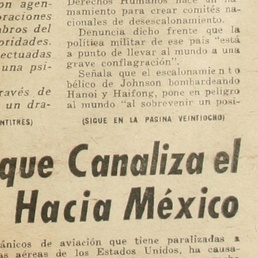 on agen-
oraciones
mbros del
oridades.
ectuadas
una psi-
ravés de
un dra-
NTITRES)
Derechos Humanos hace un lla-
mamiento para crear comités na-
cionales de desescalonamiento.
Denuncia dicho frente que la
política militar de ese país "está
a punto de llevar al mundo a una
grave conflagración".
Señala que el escalonamiento
bélico de Johnson bombardeando
Hanoi y Haifong, pone en peligro
al mundo "al sobrevenir un posi-
(SIGUE EN LA PAGINA VEINTIOCHO)
que Canaliza el
Hacia México
ánicos de aviación que tiene paralizadas a
as aéreas de los Estados Unidos, ha causa-